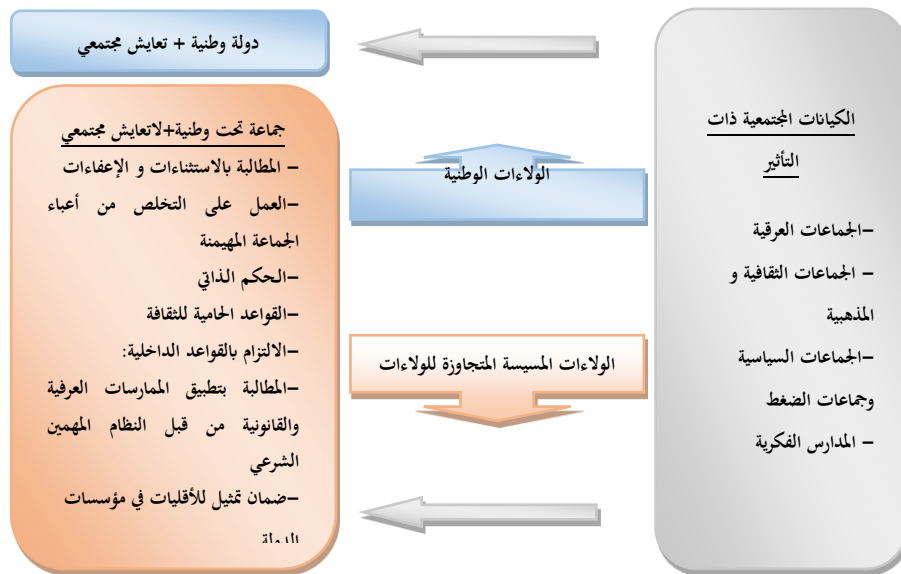 الكيانات المجتمعية ذات
التأثير
–الجماعات العرقية
– الجماعات الثقافية و
المذهبية
–الجماعات السياسية
وجماعات الضغط
– المدارس الفكرية
الولاءات الوطنية
الولاءات المسيسة المتجاوزة للولاءات
دولة وطنية + تعايش مجتمعي
جماعة تحت وطنية+لاتعايش مجتمعي
– المطالبة بالاستثناءات و الإعفاءات
–العمل على التخلص من أعباء
الجماعة المهيمنة
–الحكم الذاتي
–القواعد الحامية للثقافة
–الالتزام بالقواعد الداخلية:
–المطالبة بتطبيق الممارسات العرفية
والقانونية من قبل النظام المهمين
الشرعي
–ضمان تمثيل للأقليات في مؤسسات
الدولة